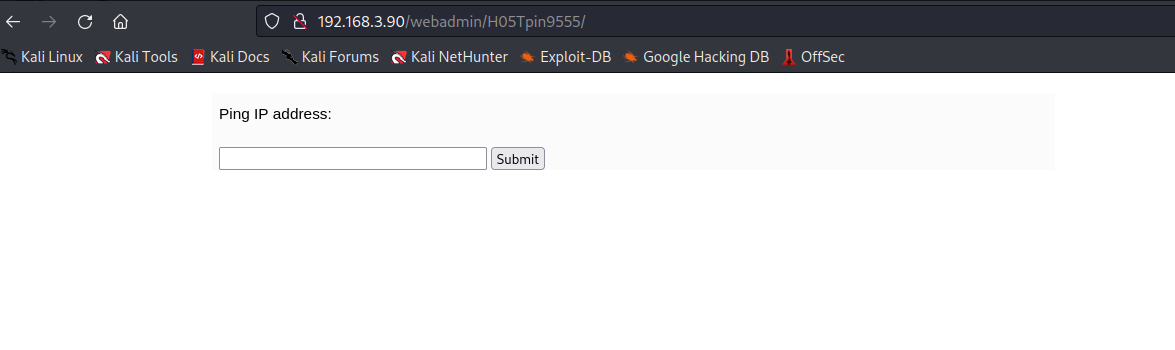 192.168.3.90/webadmin/H05Tpin9555/
Kali Linux Kali Tools Kali Docs Kali Forums Kali NetHunter Exploit-DB Google Hacking DB OffSec
Ping IP address:
Submit